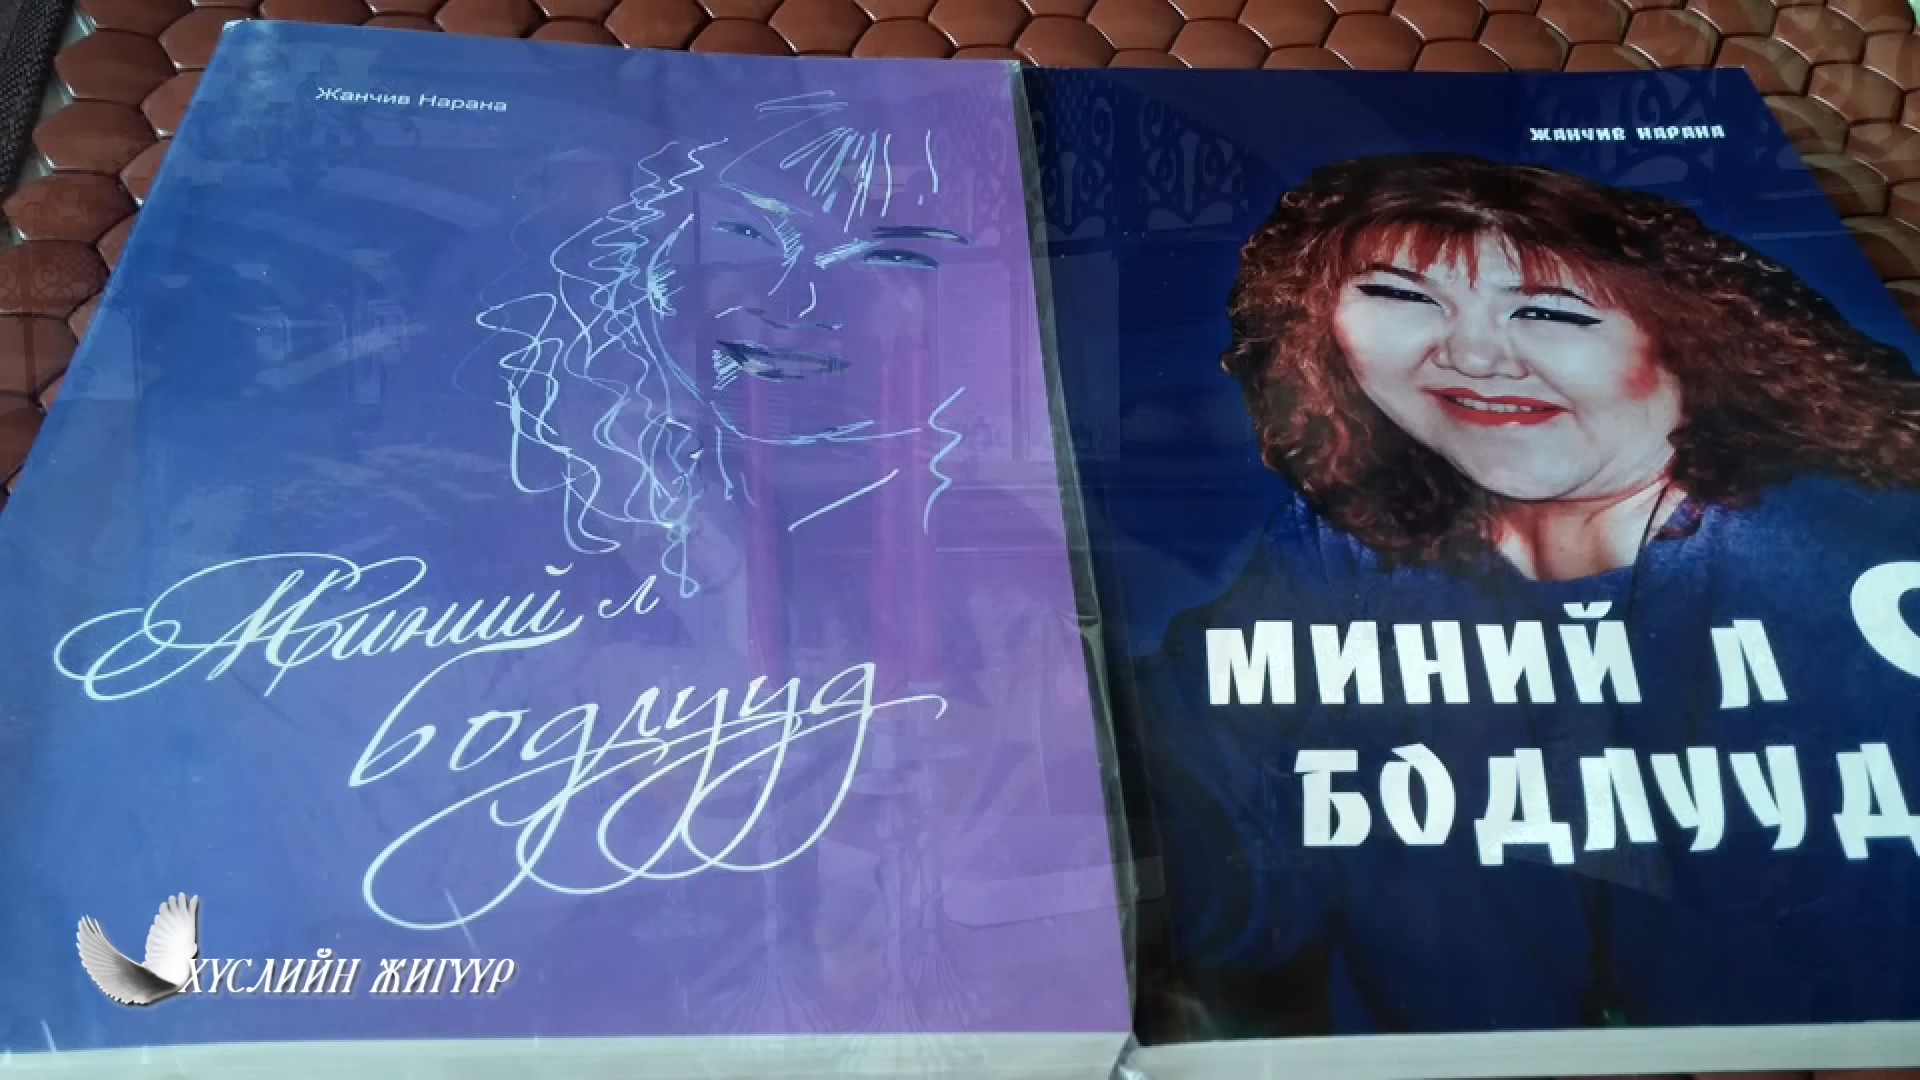 Жанчив Нарана
Миний л
бодлууд
ЖАНЧИВ НАРАНА
МИНИЙ Л
БОДЛУУД
ХҮСЛИЙН ЖИГҮҮР